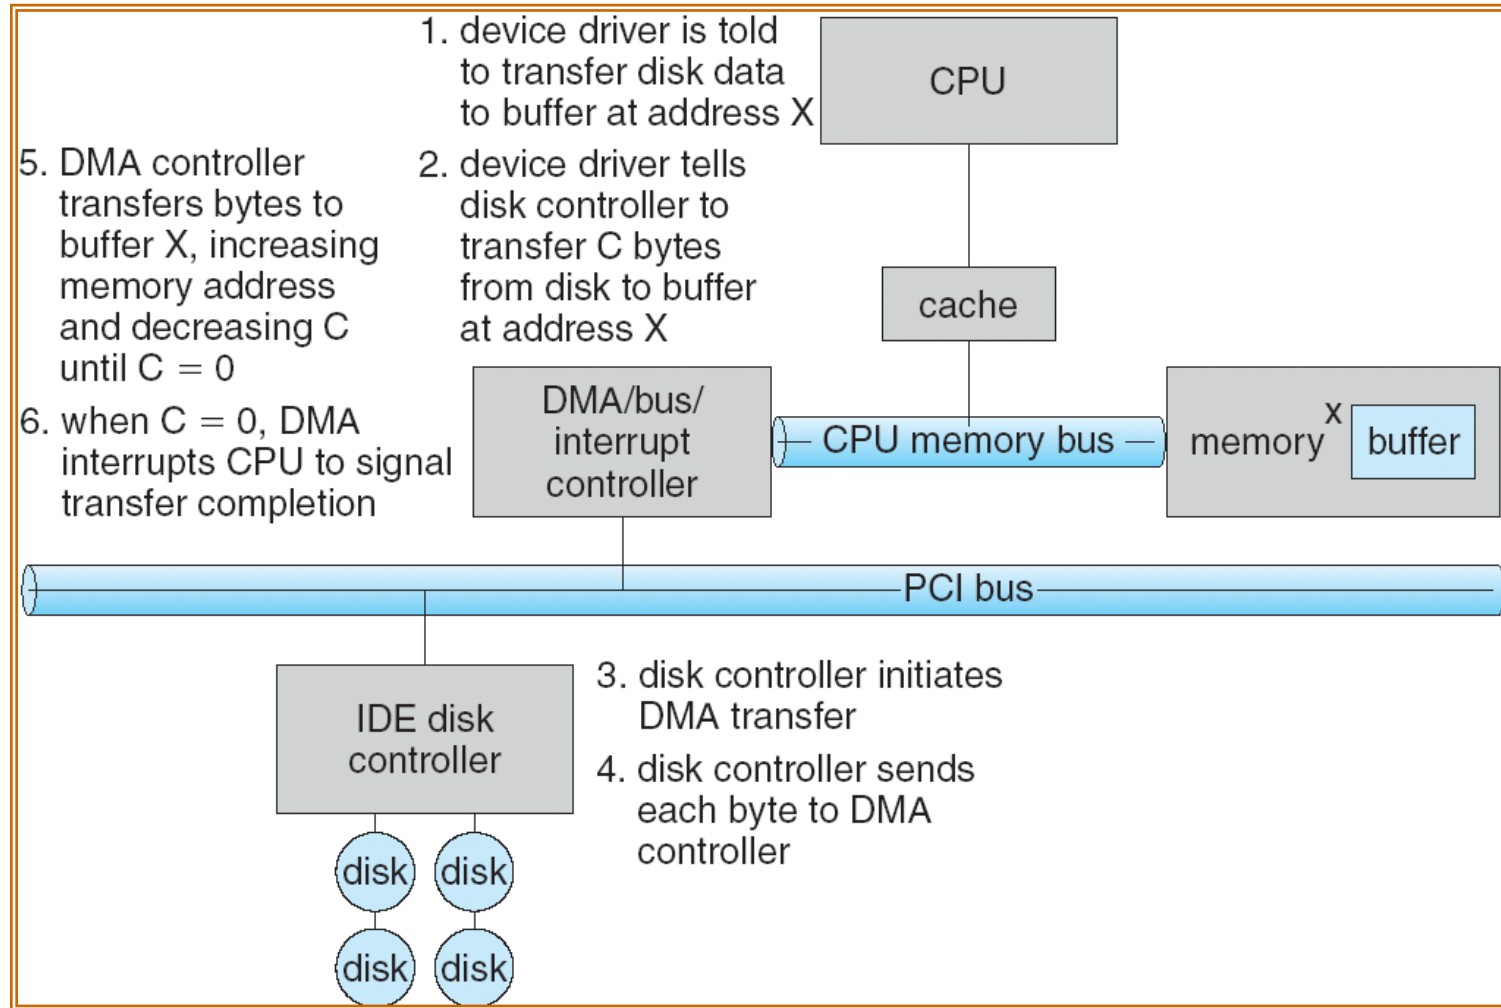 1. device driver is told
to transfer disk data
to buffer at address X
CPU
5. DMA controller
transfers bytes to
buffer X, increasing
memory address
and decreasing C
until C = 0
2. device driver tells
disk controller to
transfer C bytes
from disk to buffer
at address X
cache
6. when C = 0, DMA
interrupts CPU to signal
transfer completion
DMA/bus/
interrupt
controller
CPU memory bus
memory
X
buffer
PCI bus
IDE disk
controller
3. disk controller initiates
DMA transfer
4. disk controller sends
each byte to DMA
controller
disk
disk
disk
disk